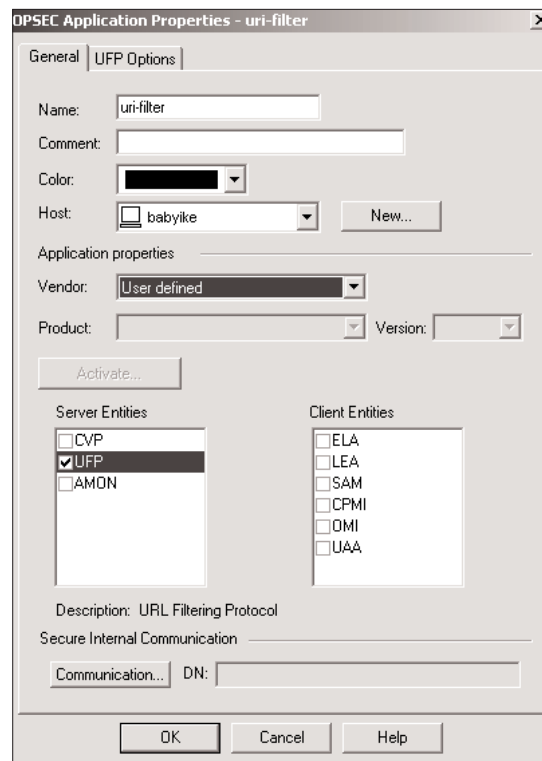 OPSEC Application Properties - uri-filter
General UFP Options
Name: uri-filter
Comment:
Color:
Host: babyike New...
Application properties
Vendor: User defined
Product: Version:
Activate...
Server Entities Client Entities
CVP ELA
UFP LEA
AMON SAM
CPMI
OMI
UAA
Description: URL Filtering Protocol
Secure Internal Communication
Communication... DN:
OK Cancel Help